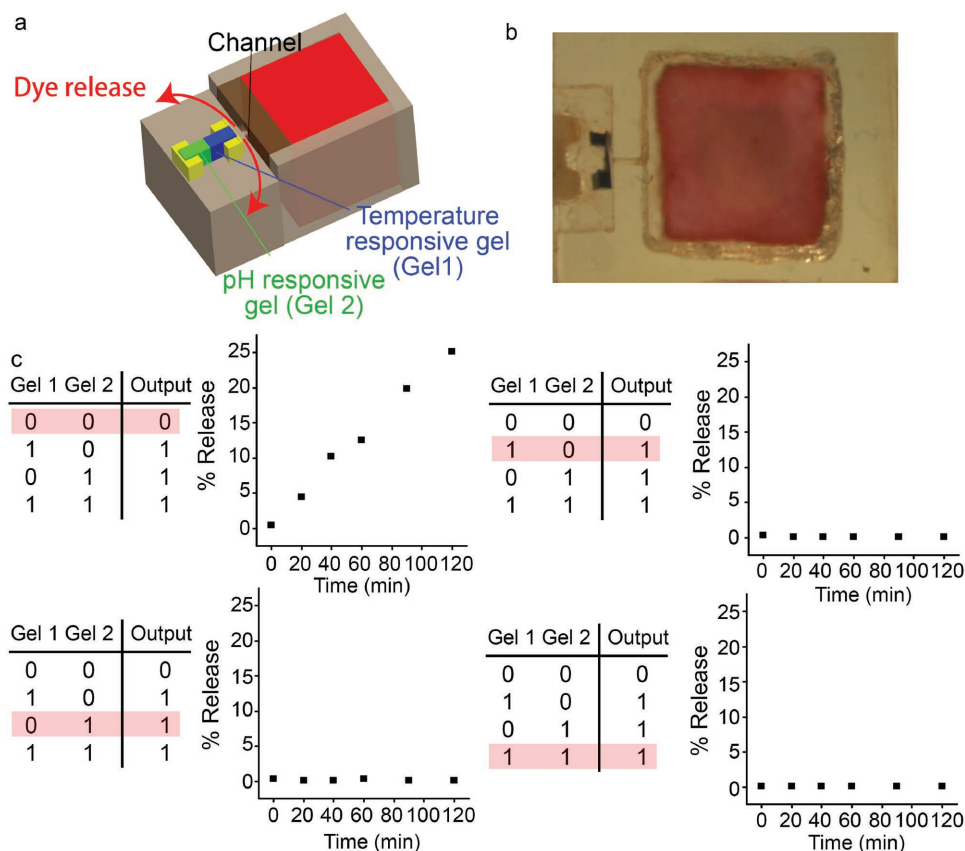 a
Channel
Dye release
Temperature
responsive gel
(Gel1)
pH responsive
gel (Gel 2)
b
c
Gel 1 Gel 2 Output
0 0 0
1 0 1
0 1 1
1 1 1
% Release
25
20
15
10
5
0
0 20 40 60 80 100 120
Time (min)
Gel 1 Gel 2 Output
0 0 0
1 0 1
0 1 1
1 1 1
% Release
25
20
15
10
5
0
0 20 40 60 80 100 120
Time (min)
Gel 1 Gel 2 Output
0 0 0
1 0 1
0 1 1
1 1 1
% Release
25
20
15
10
5
0
0 20 40 60 80 100 120
Time (min)
Gel 1 Gel 2 Output
0 0 0
1 0 1
0 1 1
1 1 1
% Release
25
20
15
10
5
0
0 20 40 60 80 100 120
Time (min)